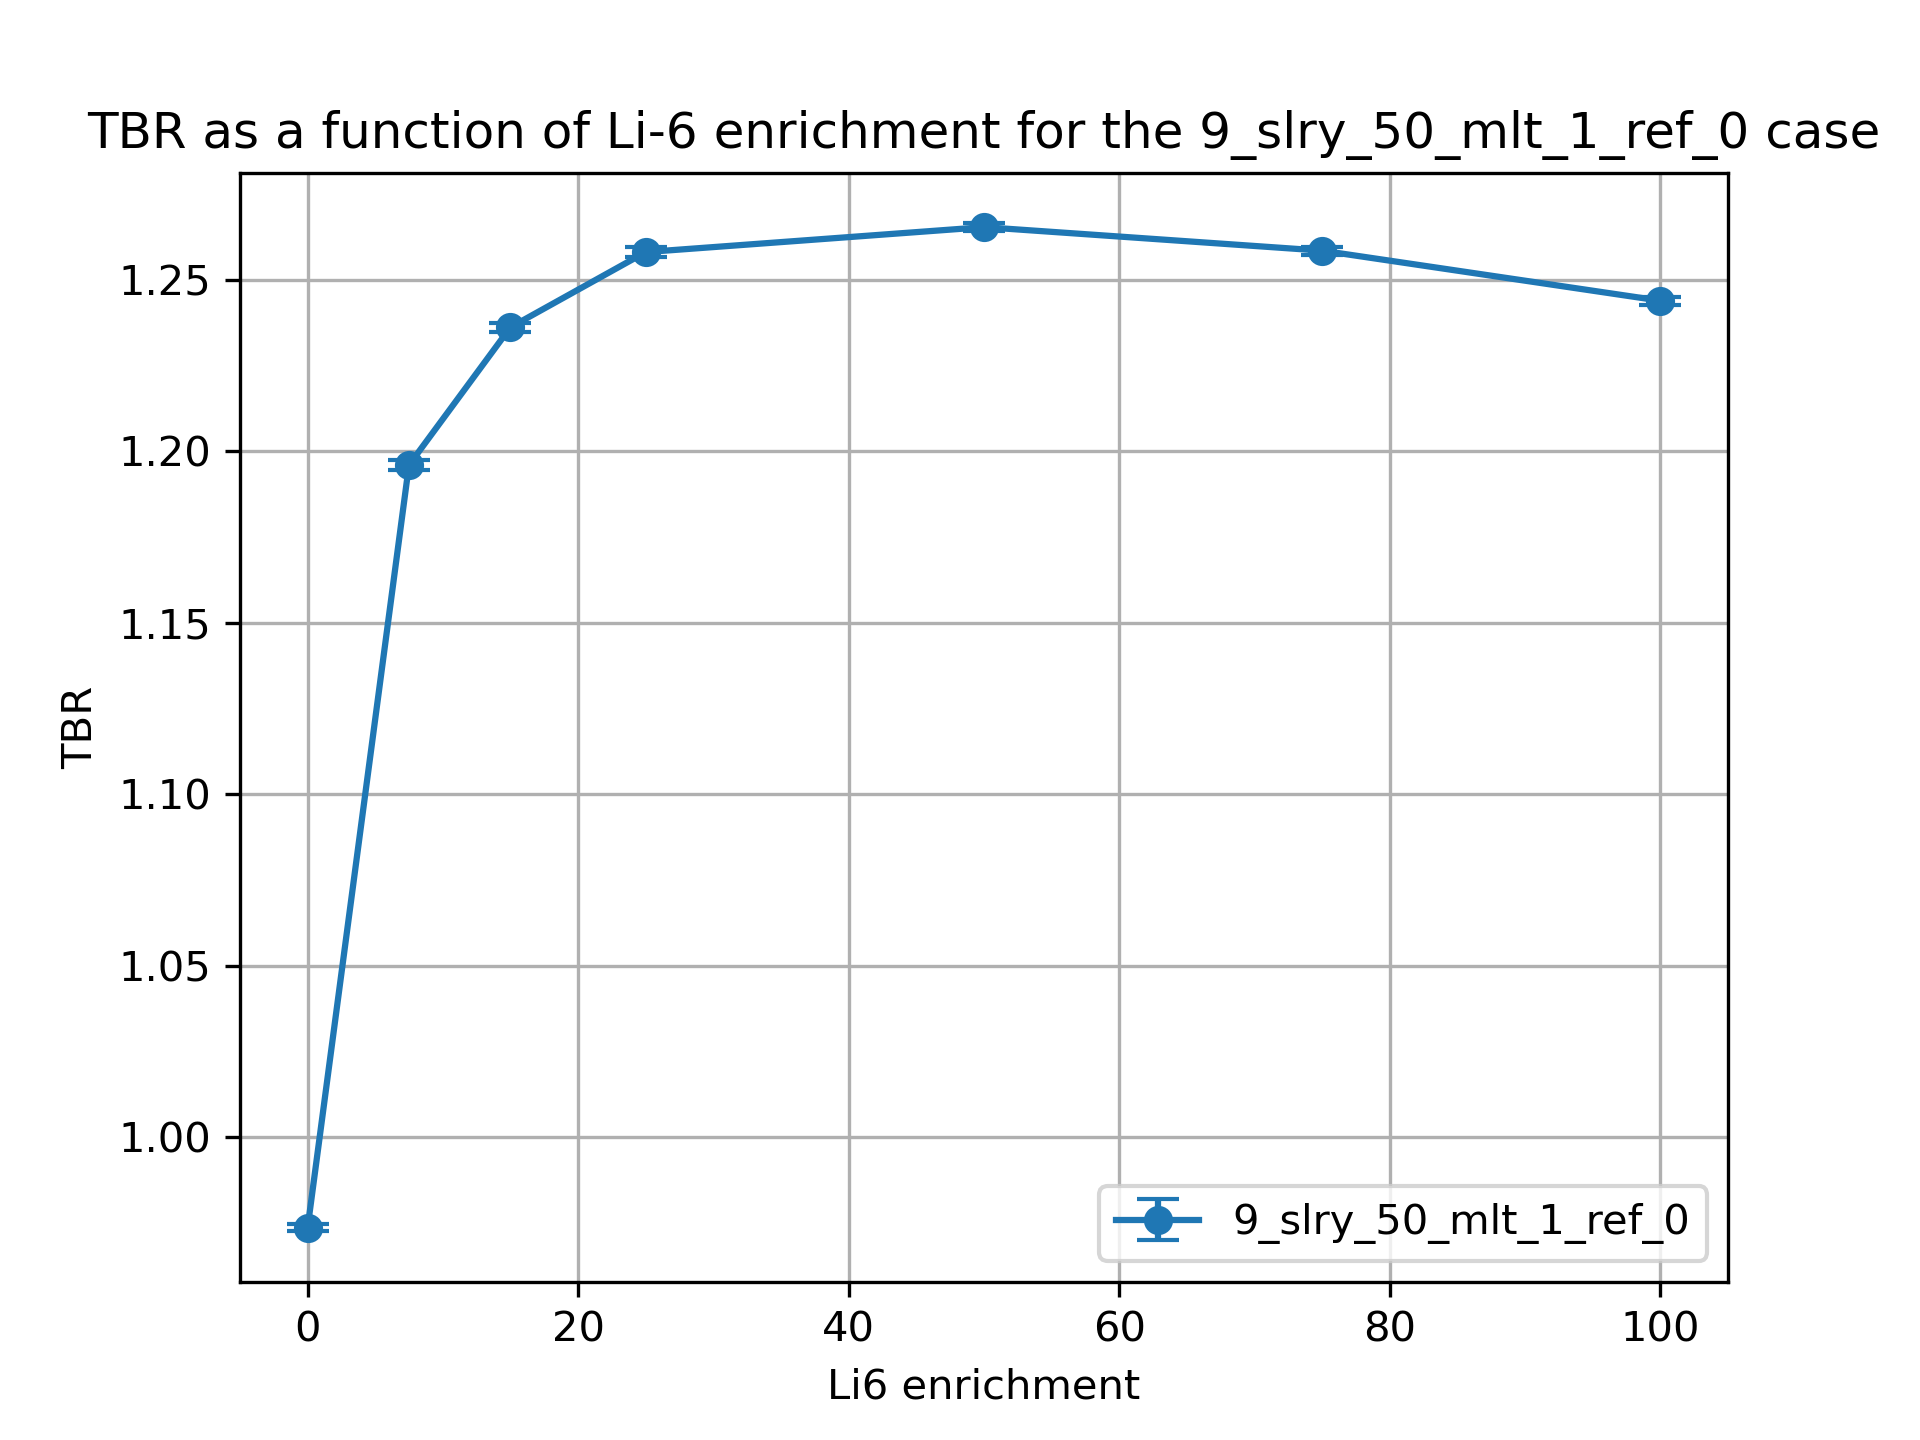 TBR as a function of Li-6 enrichment for the 9_slry_50_mlt_1_ref_0 case
1.25
1.20
1.15
1.10
1.05
1.00
TBR
9_slry_50_mlt_1_ref_0
0 20 40 60 80 100
Li6 enrichment